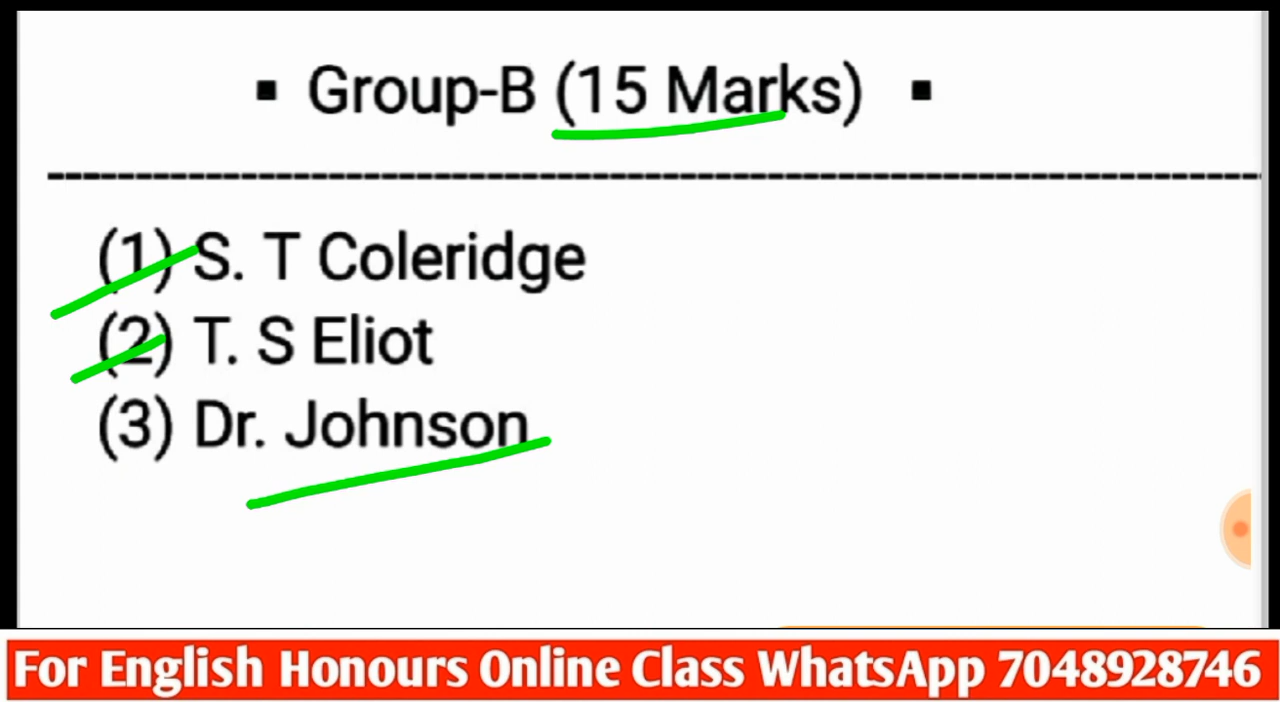 ▪ Group-B (15 Marks) ▪
--------------------------------------------------------------------------------
(1) S. T Coleridge
(2) T. S Eliot
(3) Dr. Johnson
For English Honours Online Class WhatsApp 7048928746